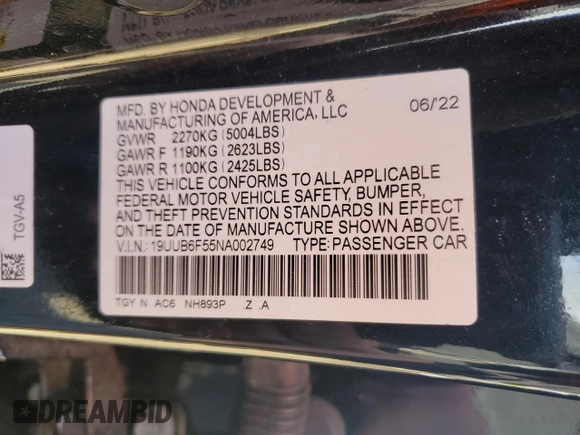 MFD. BY HONDA DEVELOPMENT & 06/22
MANUFACTURING OF AMERICA, LLC
GVWR 2270KG (5004LBS)
GAWR F 1190KG (2623LBS)
GAWR R 1100KG (2425LBS)
THIS VEHICLE CONFORMS TO ALL APPLICABLE
FEDERAL MOTOR VEHICLE SAFETY, BUMPER,
AND THEFT PREVENTION STANDARDS IN EFFECT
ON THE DATE OF MANUFACTURE SHOWN ABOVE.
V.I.N.: 19UUB6F55NA002749 TYPE: PASSENGER CAR
TGY N AC6 NH893P .Z .A
TGV-A5
DREAMBID